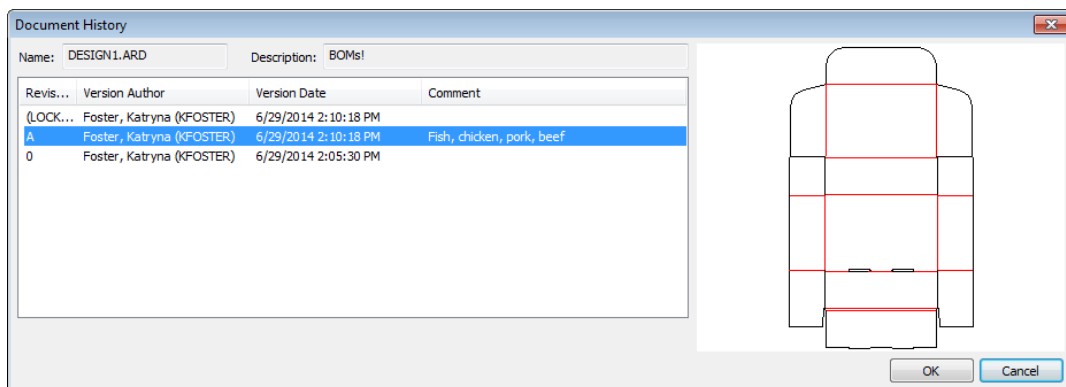 Document History
Name: DESIGN1.ARD Description: BOMs!
Revis... Version Author Version Date Comment
(LOCK... Foster, Katryna (KFOSTER) 6/29/2014 2:10:18 PM
A Foster, Katryna (KFOSTER) 6/29/2014 2:10:18 PM Fish, chicken, pork, beef
0 Foster, Katryna (KFOSTER) 6/29/2014 2:05:30 PM
OK Cancel